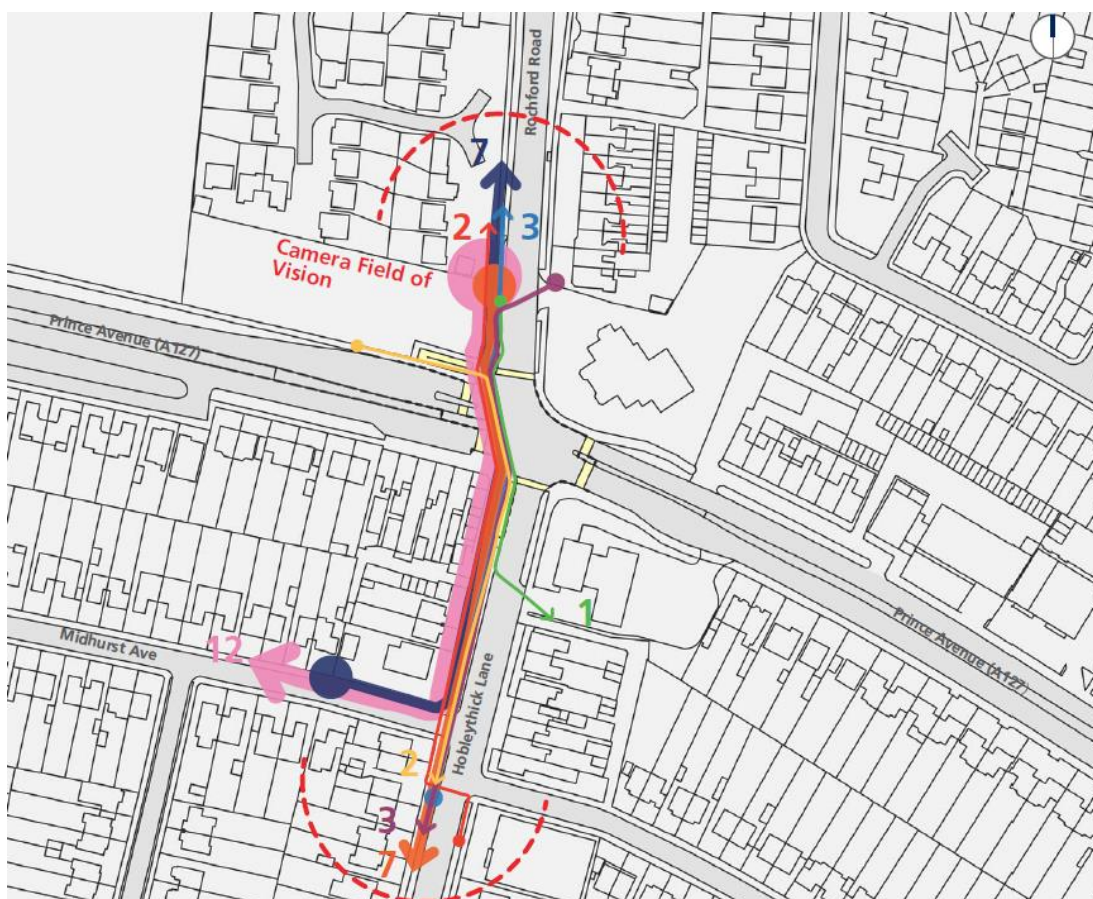 Rochford Road
7
2
3
Camera Field of
Vision
Prince Avenue (A127)
1
12
Midhurst Ave
Prince Avenue (A127)
Hobleythick Lane
2
3
7